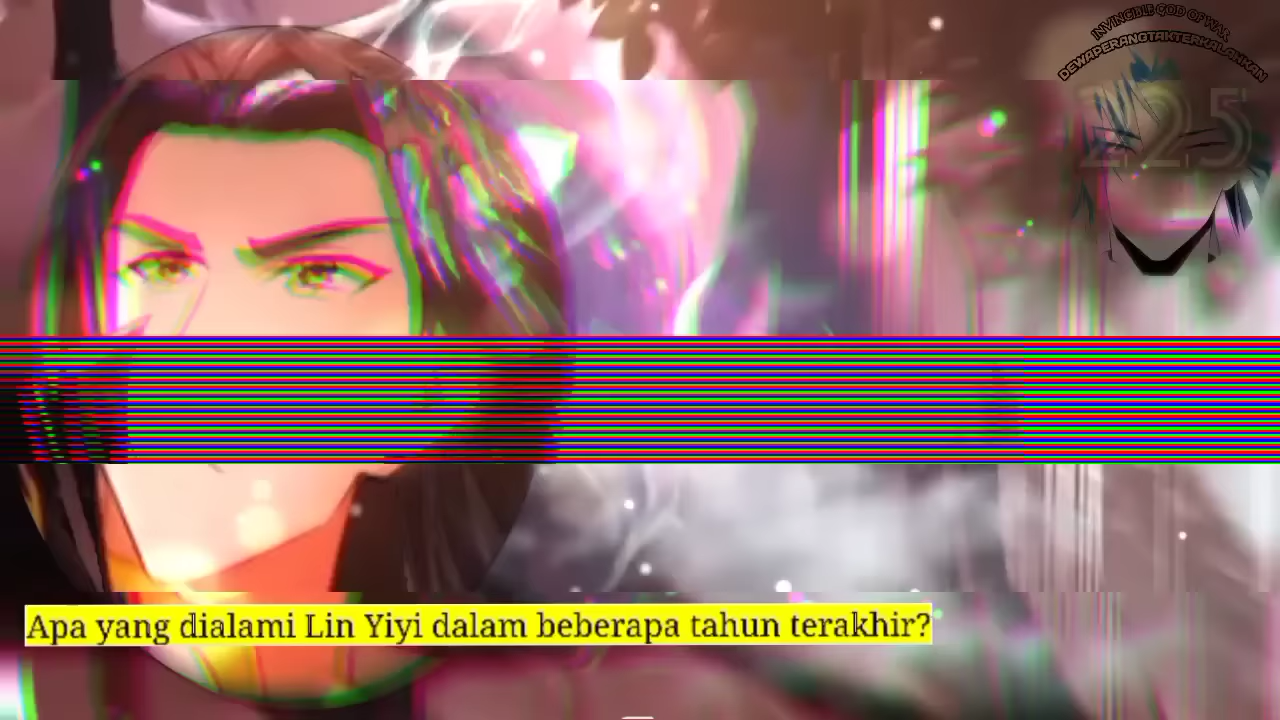 INVINCIBLE GOD OF WAR
DEWAPERANGTAKTERKALAHKAN
225
Apa yang dialami Lin Yiyi dalam beberapa tahun terakhir?